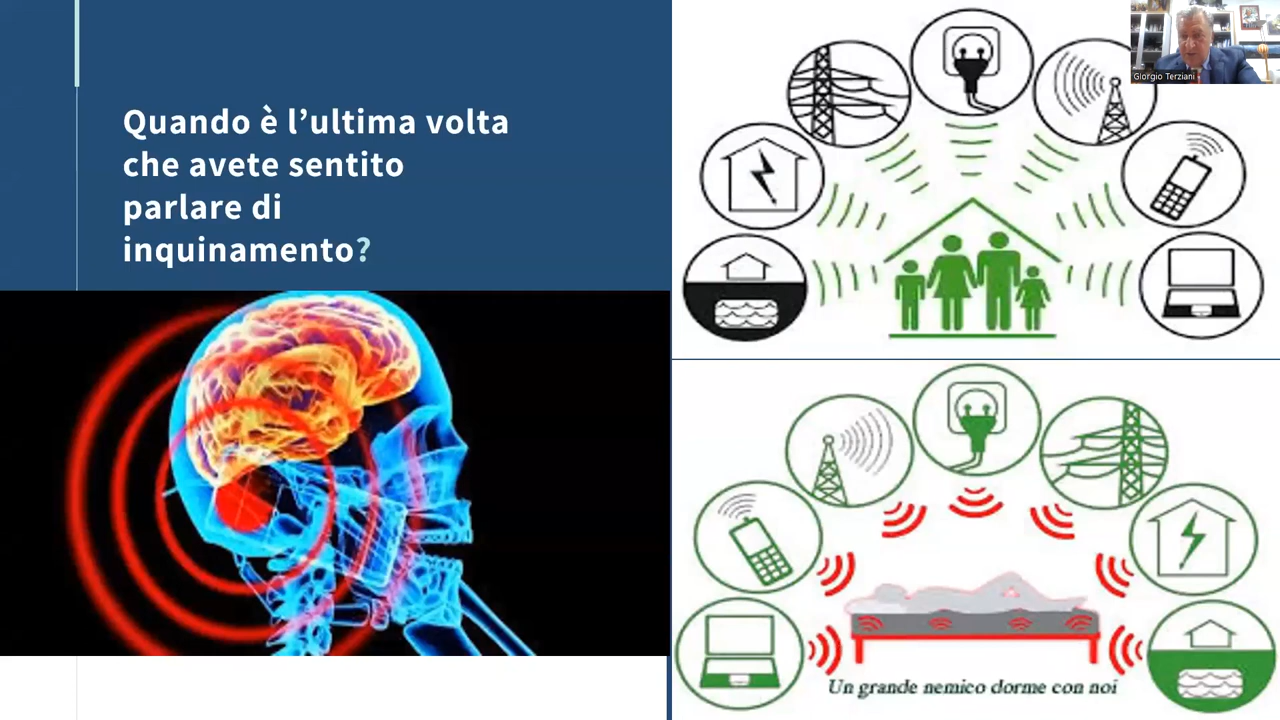 Quando è l’ultima volta
che avete sentito
parlare di
inquinamento?
Giorgio Terziani
Un grande nemico dorme con noi